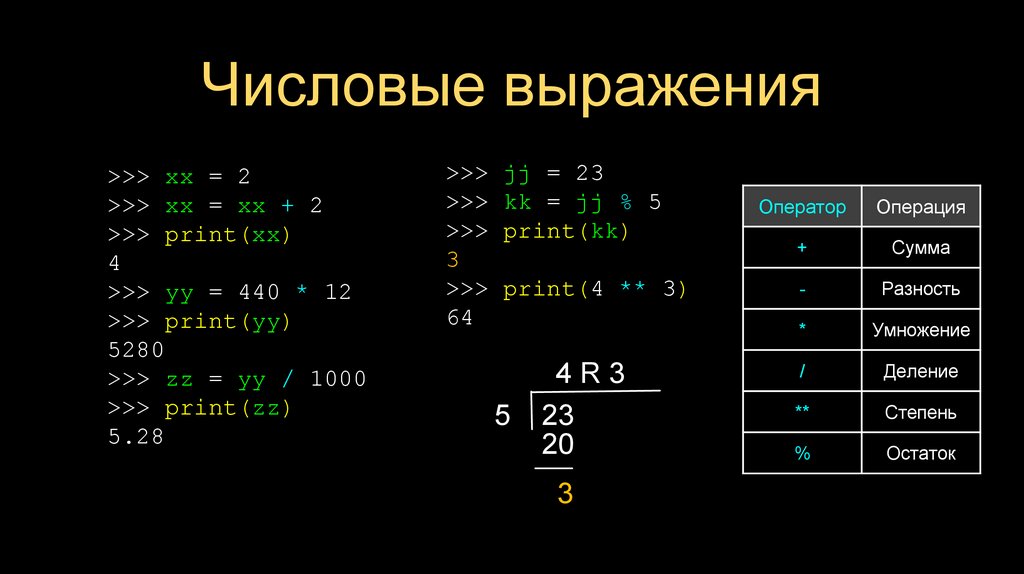 Числовые выражения
>>> xx = 2
>>> xx = xx + 2
>>> print(xx)
4
>>> yy = 440 * 12
>>> print(yy)
5280
>>> zz = yy / 1000
>>> print(zz)
5.28
>>> jj = 23
>>> kk = jj % 5
>>> print(kk)
3
>>> print(4 ** 3)
64
4 R 3
5 23
20
3
Оператор Операция
+ Сумма
- Разность
* Умножение
/ Деление
** Степень
% Остаток